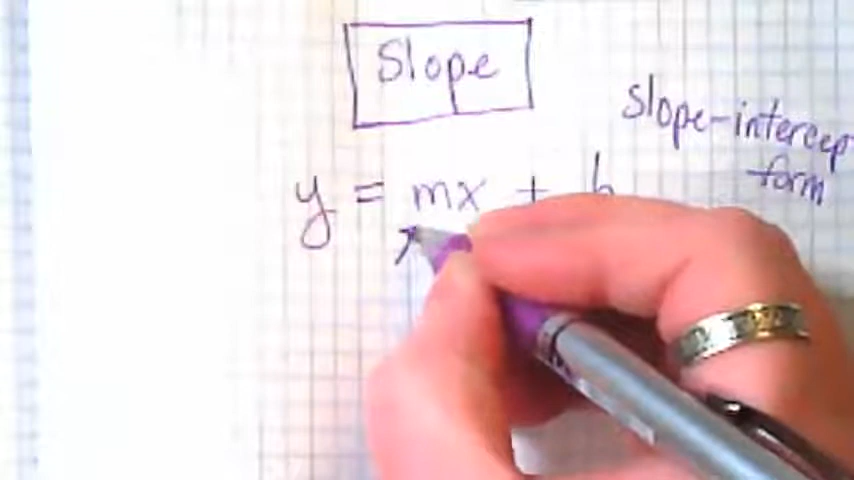 Slope
slope-intercep
form
y = mx + b